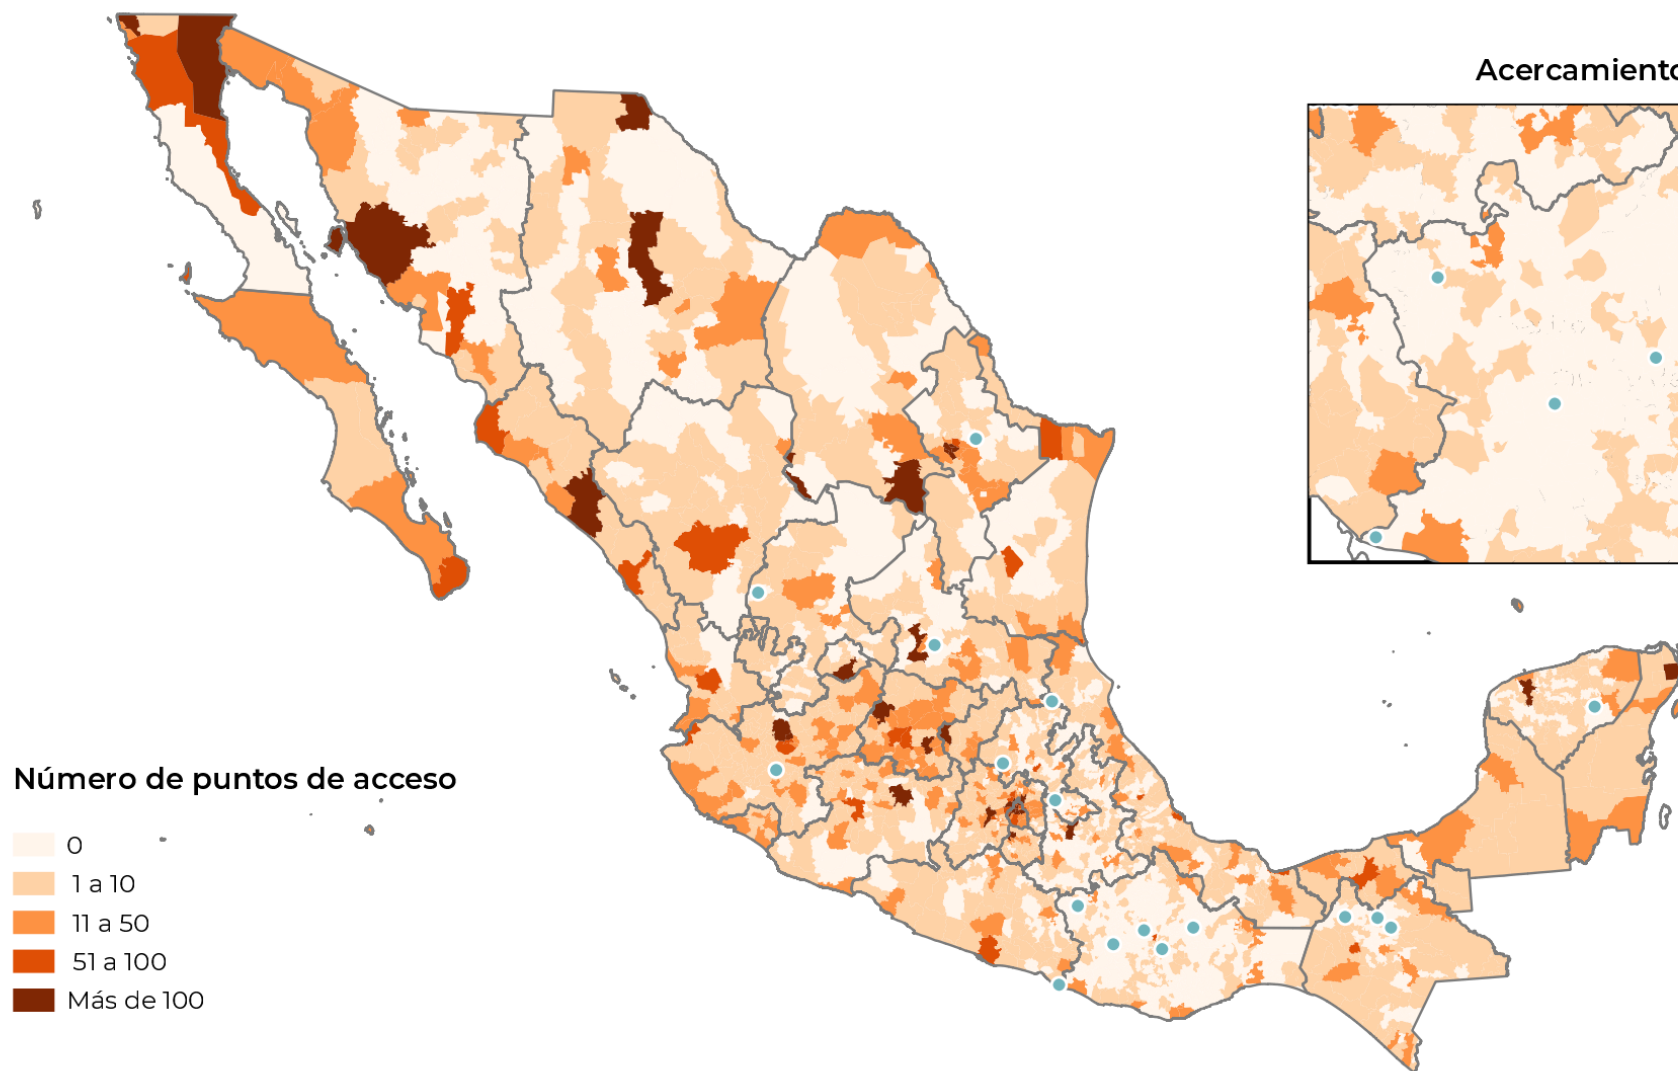 Acercamiento
Número de puntos de acceso
0
1 a 10
11 a 50
51 a 100
Más de 100